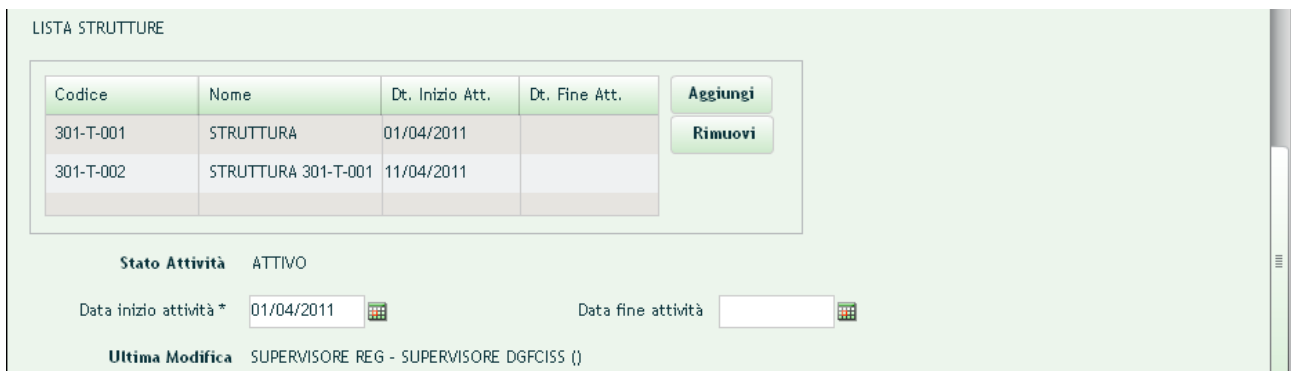 LISTA STRUTTURE
Codice Nome Dt. Inizio Att. Dt. Fine Att. Aggiungi
301-T-001 STRUTTURA 01/04/2011 Rimuovi
301-T-002 STRUTTURA 301-T-001 11/04/2011
Stato Attività ATTIVO
Data inizio attività * 01/04/2011 Data fine attività
Ultima Modifica SUPERVISORE REG - SUPERVISORE DGFCISS ()